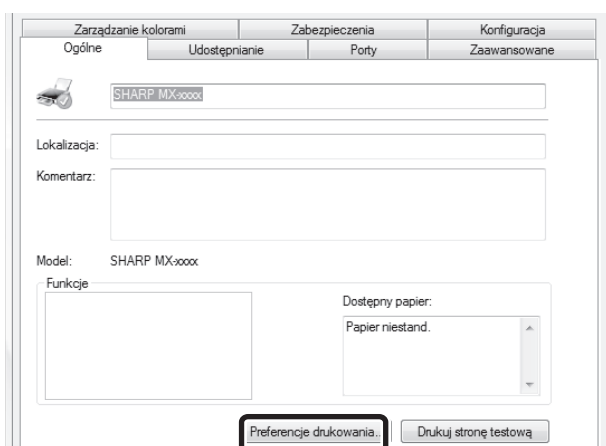 Zarządzanie kolorami Zabezpieczenia Konfiguracja
Ogólne Udostępnianie Porty Zaawansowane
SHARP MX-xxxx
Lokalizacja:
Komentarz:
Model: SHARP MX-xxxx
Funkcje
Dostępny papier:
Papier niestand.
Preferencje drukowania... Drukuj stronę testową